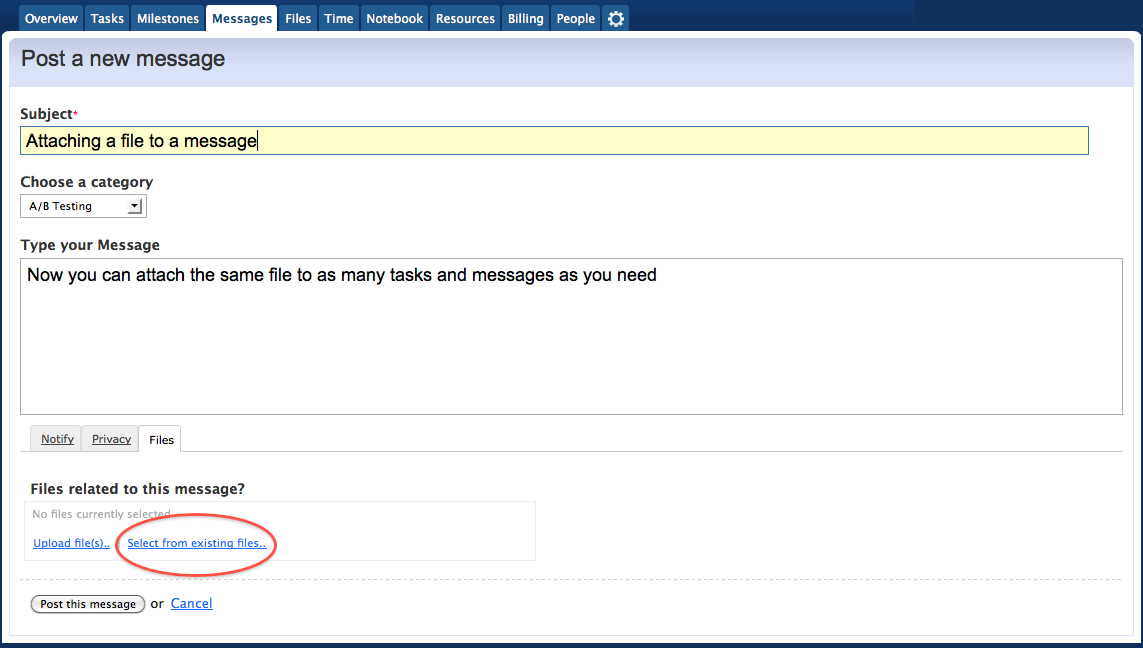 Overview Tasks Milestones Messages Files Time Notebook Resources Billing People
Post a new message
Subject*
Attaching a file to a message
Choose a category
A/B Testing
Type your Message
Now you can attach the same file to as many tasks and messages as you need
Notify Privacy Files
Files related to this message?
No files currently selected
Upload file(s).. Select from existing files..
Post this message or Cancel